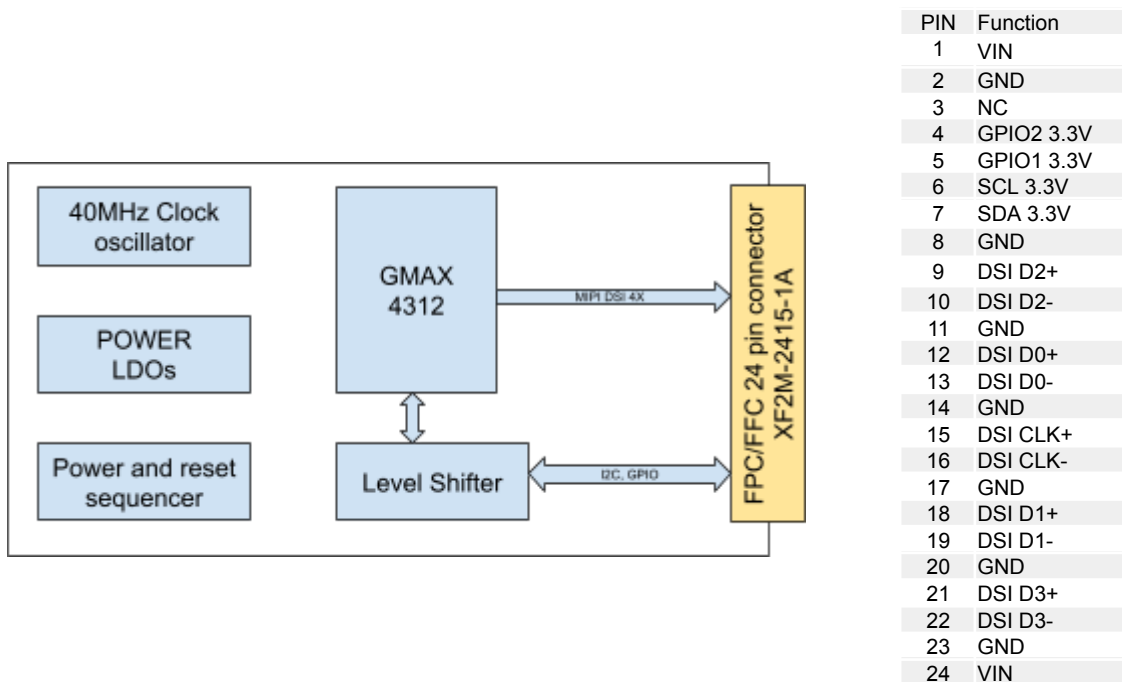 40MHz Clock
oscillator
POWER
LDOs
Power and reset
sequencer
GMAX
4312
MIPI DSI 4X
Level Shifter
I2C, GPIO
FPC/FFC 24 pin connector
XF2M-2415-1A
PIN Function
1 VIN
2 GND
3 NC
4 GPIO2 3.3V
5 GPIO1 3.3V
6 SCL 3.3V
7 SDA 3.3V
8 GND
9 DSI D2+
10 DSI D2-
11 GND
12 DSI D0+
13 DSI D0-
14 GND
15 DSI CLK+
16 DSI CLK-
17 GND
18 DSI D1+
19 DSI D1-
20 GND
21 DSI D3+
22 DSI D3-
23 GND
24 VIN